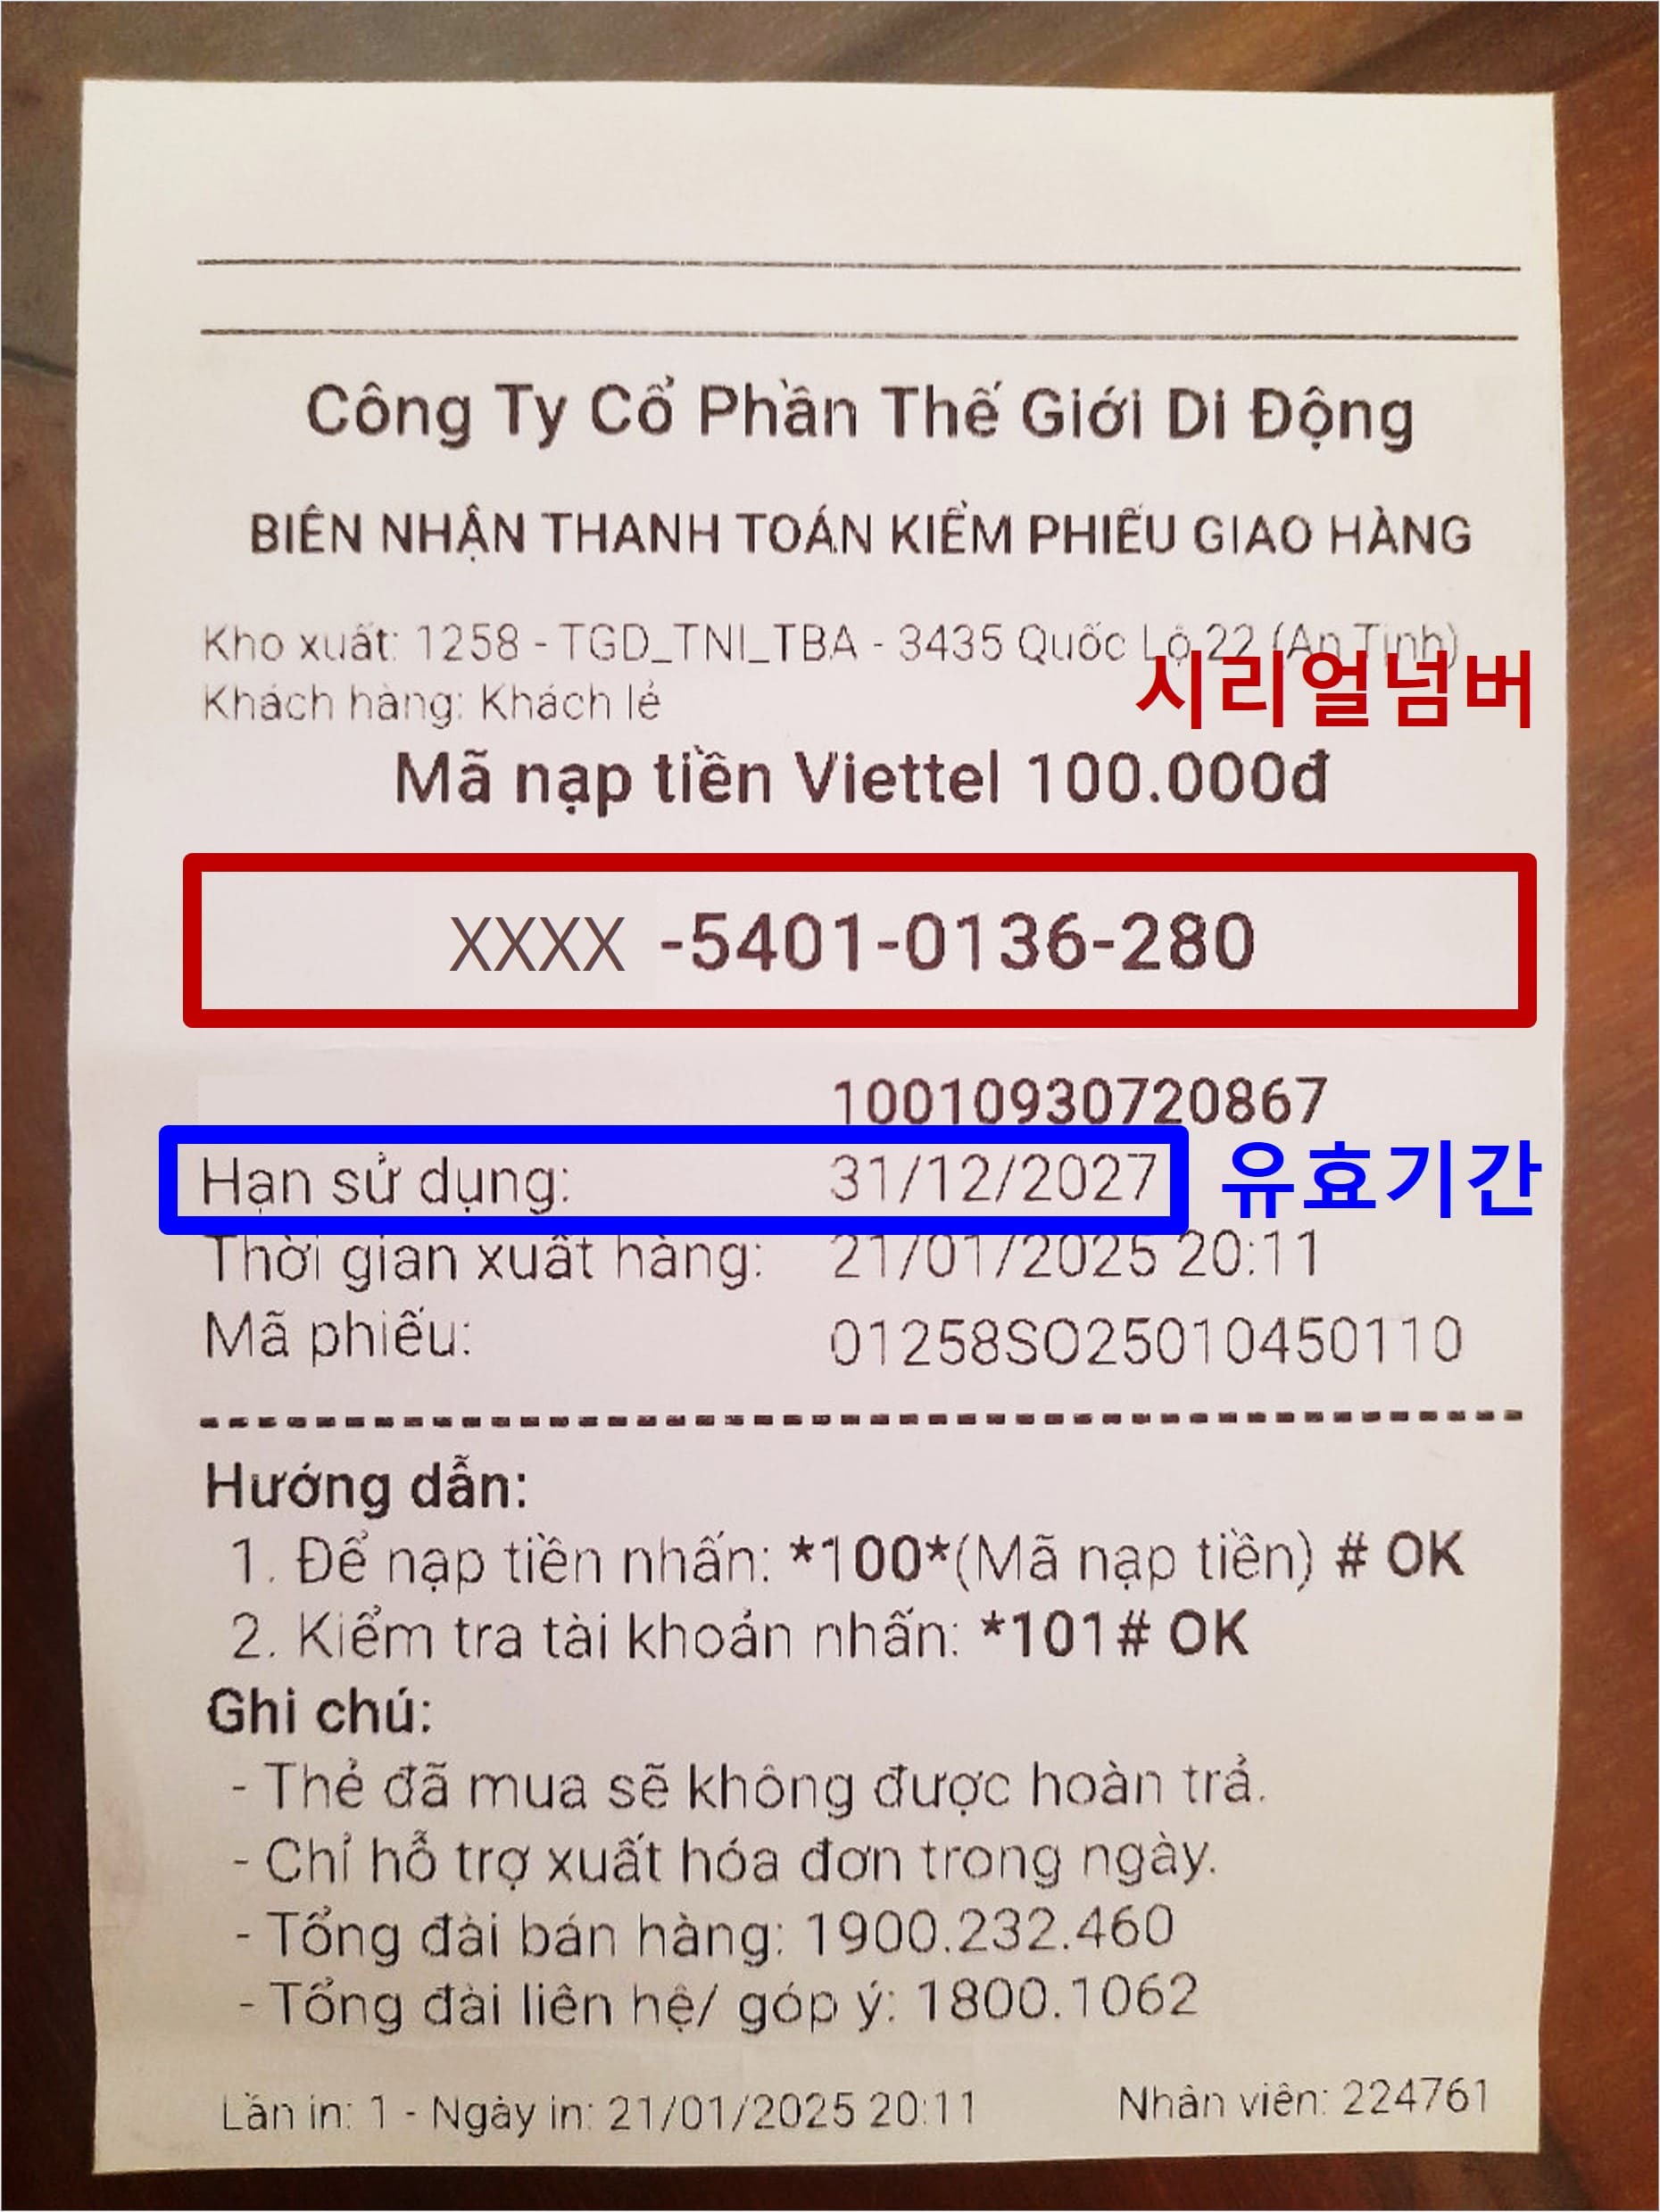 Công Ty Cổ Phần Thế Giới Di Động
BIÊN NHẬN THANH TOÁN KIỂM PHIẾU GIAO HÀNG
Kho xuất: 1258 - TGD_TNI_TBA - 3435 Quốc Lộ 22 (An Tịnh)
시리얼넘버
Khách hàng: Khách lẻ
Mã nạp tiền Viettel 100.000đ
XXXX -5401-0136-280
10010930720867
Hạn sử dụng: 31/12/2027 유효기간
Thời gian xuất hàng: 21/01/2025 20:11
Mã phiếu: 01258SO25010450110
Hướng dẫn:
1. Để nạp tiền nhấn: *100*(Mã nạp tiền) # OK
2. Kiểm tra tài khoản nhấn: *101# OK
Ghi chú:
- Thẻ đã mua sẽ không được hoàn trả.
- Chỉ hỗ trợ xuất hóa đơn trong ngày.
- Tổng đài bán hàng: 1900.232.460
- Tổng đài liên hệ/ góp ý: 1800.1062
Lần in: 1 - Ngày in: 21/01/2025 20:11 Nhân viên: 224761